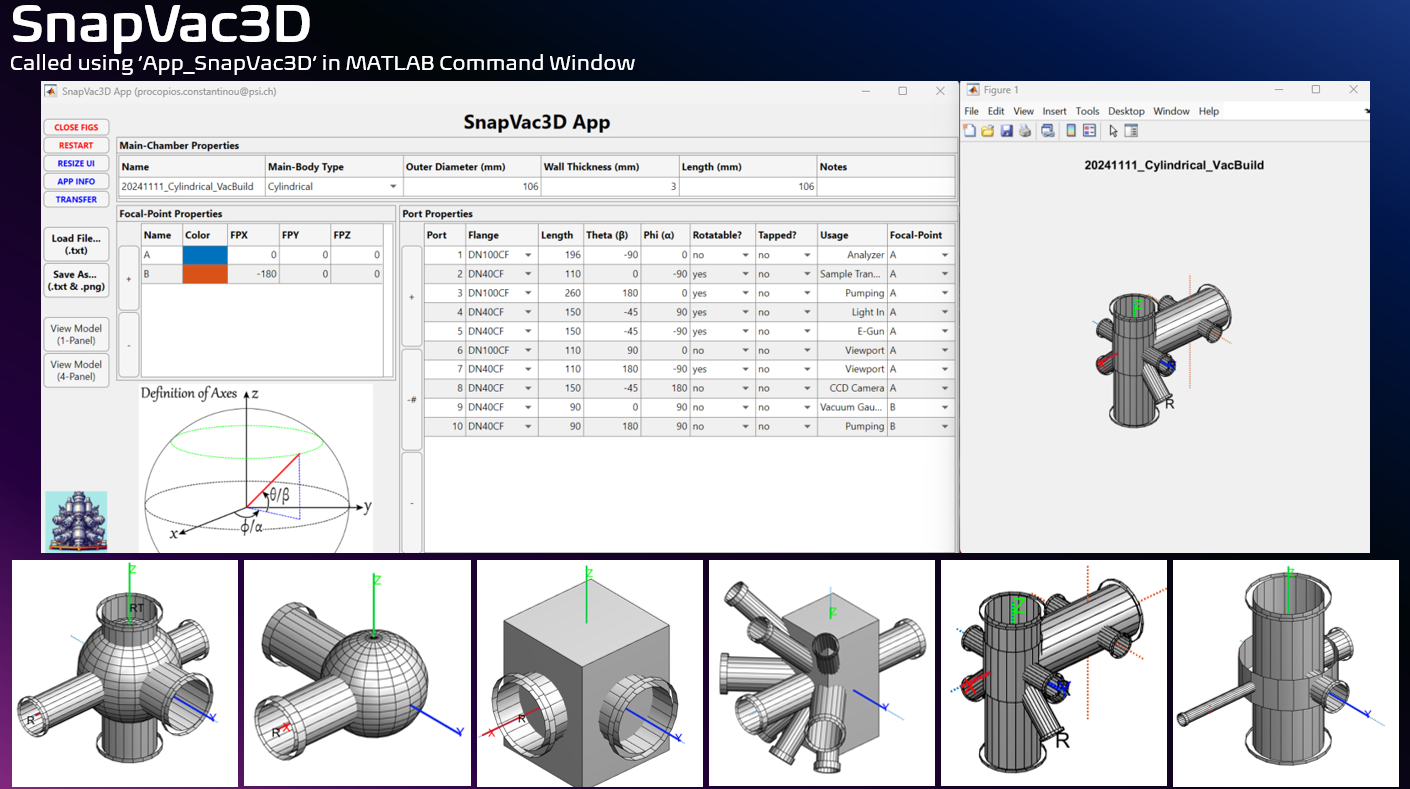 SnapVac3D
Called using 'App_SnapVac3D' in MATLAB Command Window
SnapVac3D App (procopios.constantinou@psi.ch)
SnapVac3D App
CLOSE FIGS
RESTART
RESIZE UI
APP INFO
TRANSFER
Load File...
(.txt)
Save As...
(.txt & .png)
View Model
(1-Panel)
View Model
(4-Panel)
Main-Chamber Properties
Name Main-Body Type Outer Diameter (mm) Wall Thickness (mm) Length (mm) Notes
20241111_Cylindrical_VacBuild Cylindrical 106 3 106
Focal-Point Properties
Name Color FPX FPY FPZ
A 0 0 0
B -180 0 0
+
-
Definition of Axes
z
y
x
θ/β
ϕ/α
Port Properties
+
-#
-
Port Flange Length Theta (β) Phi (α) Rotatable? Tapped? Usage Focal-Point
1 DN100CF 196 -90 0 no no Analyzer A
2 DN40CF 110 0 -90 yes no Sample Tran... A
3 DN100CF 260 180 0 yes no Pumping A
4 DN40CF 150 -45 90 yes no Light In A
5 DN40CF 150 -45 -90 yes no E-Gun A
6 DN100CF 110 90 0 no no Viewport A
7 DN40CF 110 180 -90 yes no Viewport A
8 DN40CF 150 -45 180 no no CCD Camera A
9 DN40CF 90 0 90 no no Vacuum Gau... B
10 DN40CF 90 180 90 no no Pumping B
Figure 1
File Edit View Insert Tools Desktop Window Help
20241111_Cylindrical_VacBuild
R
Z
RT
R
Y
Z
R
X
Y
Z
X
R
Y
Z
Y
R
Z
Y